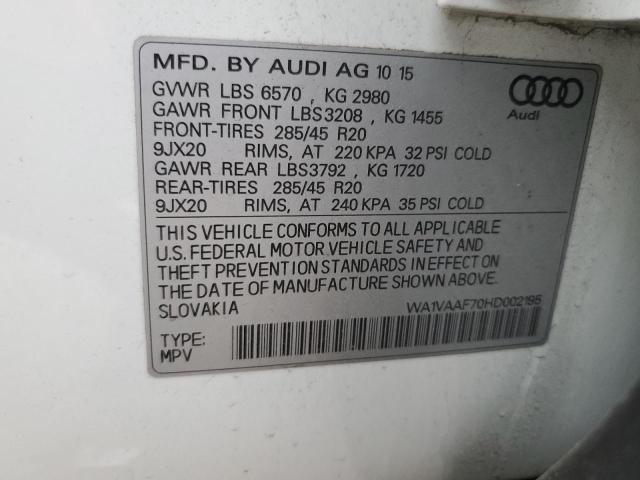 MFD. BY AUDI AG 10 15
GVWR LBS 6570 , KG 2980
GAWR FRONT LBS3208 , KG 1455
FRONT-TIRES 285/45 R20
9JX20 RIMS, AT 220 KPA 32 PSI COLD
GAWR REAR LBS3792 , KG 1720
REAR-TIRES 285/45 R20
9JX20 RIMS, AT 240 KPA 35 PSI COLD
Audi
THIS VEHICLE CONFORMS TO ALL APPLICABLE
U.S. FEDERAL MOTOR VEHICLE SAFETY AND
THEFT PREVENTION STANDARDS IN EFFECT ON
THE DATE OF MANUFACTURE SHOWN ABOVE.
SLOVAKIA WA1VAAF70HD002195
TYPE:
MPV